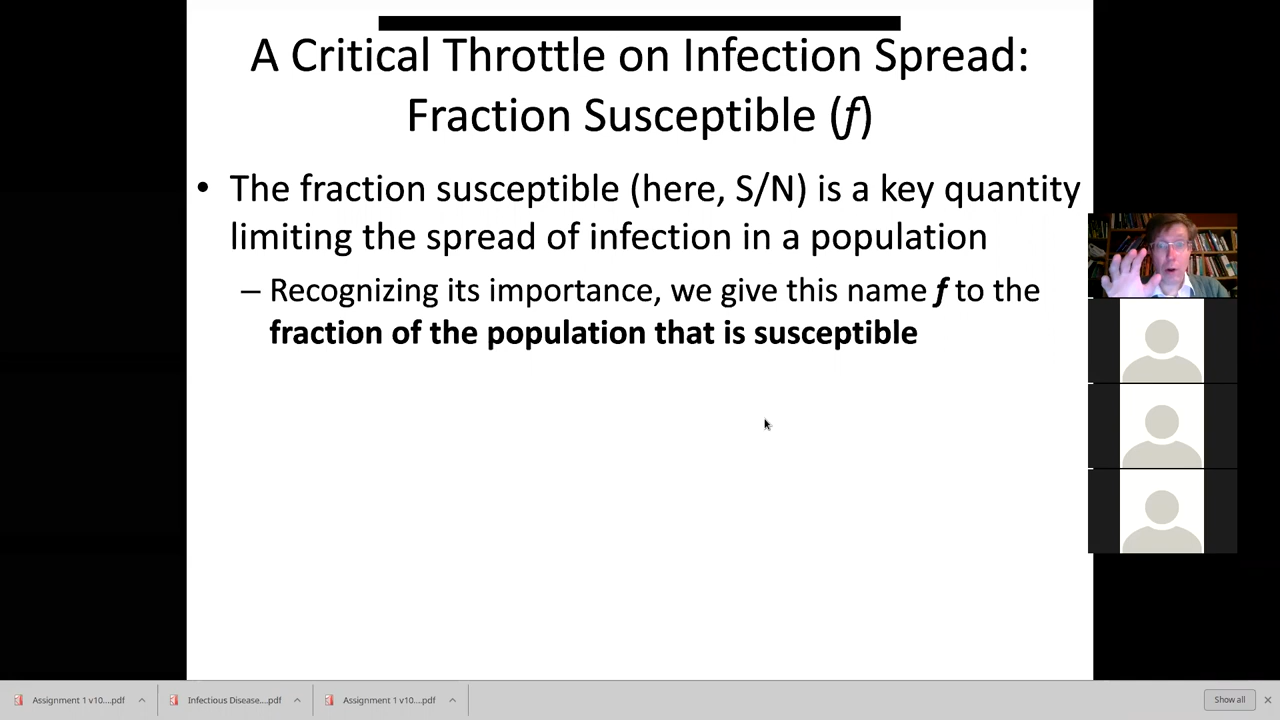 A Critical Throttle on Infection Spread:
Fraction Susceptible (f)
• The fraction susceptible (here, S/N) is a key quantity
limiting the spread of infection in a population
– Recognizing its importance, we give this name f to the
fraction of the population that is susceptible
Assignment 1 v10....pdf
Infectious Disease....pdf
Assignment 1 v10....pdf
Show all